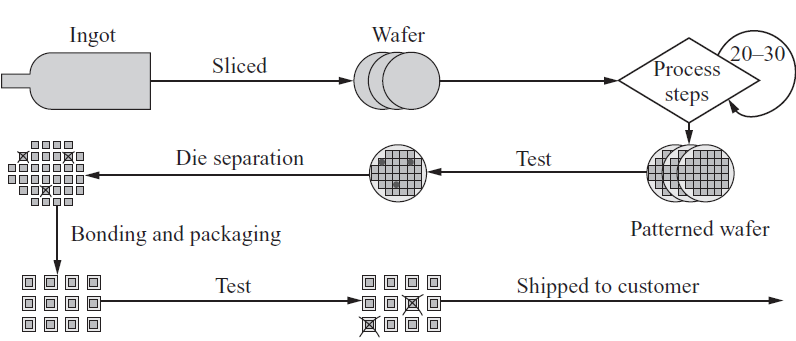 Ingot
Wafer
Sliced
Process
steps
20–30
Die separation
Test
Patterned wafer
Bonding and packaging
Test
Shipped to customer